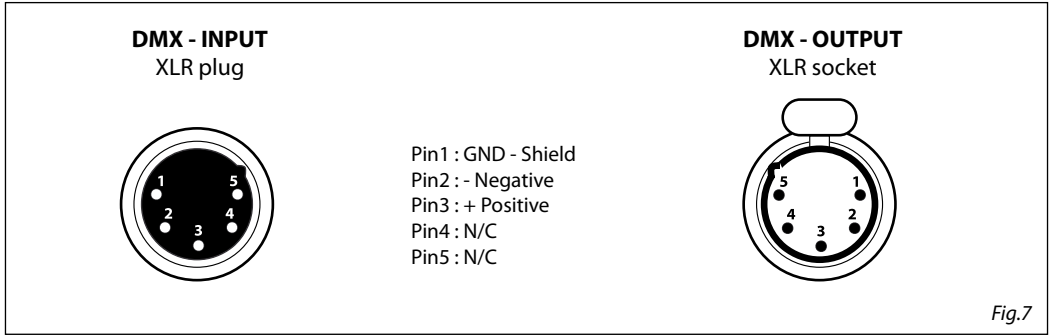 DMX - INPUT
XLR plug
DMX - OUTPUT
XLR socket
1
5
2
4
3
Pin1 : GND - Shield
Pin2 : - Negative
Pin3 : + Positive
Pin4 : N/C
Pin5 : N/C
5
1
4
2
3
Fig.7